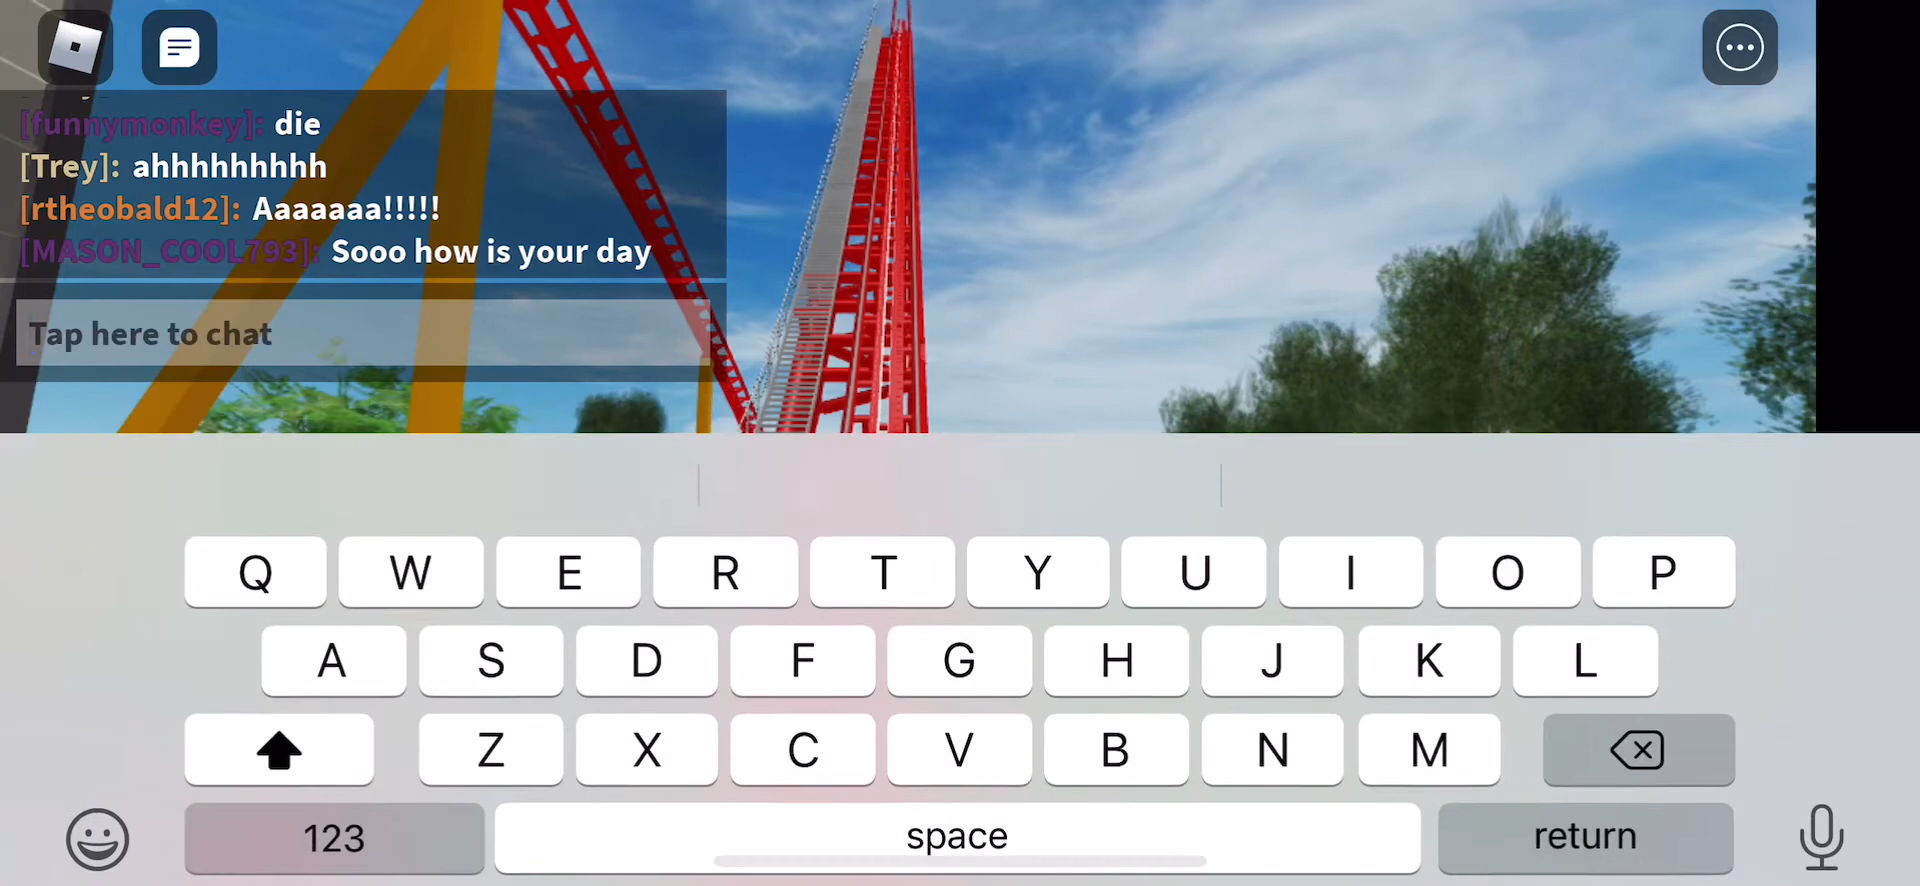 [funnymonkey]: die
[Trey]: ahhhhhhhhh
[rtheobald12]: Aaaaaaa!!!!!
[MASON_COOL793]: Sooo how is your day
Tap here to chat
Q W E R T Y U I O P
A S D F G H J K L
Z X C V B N M
123 space return